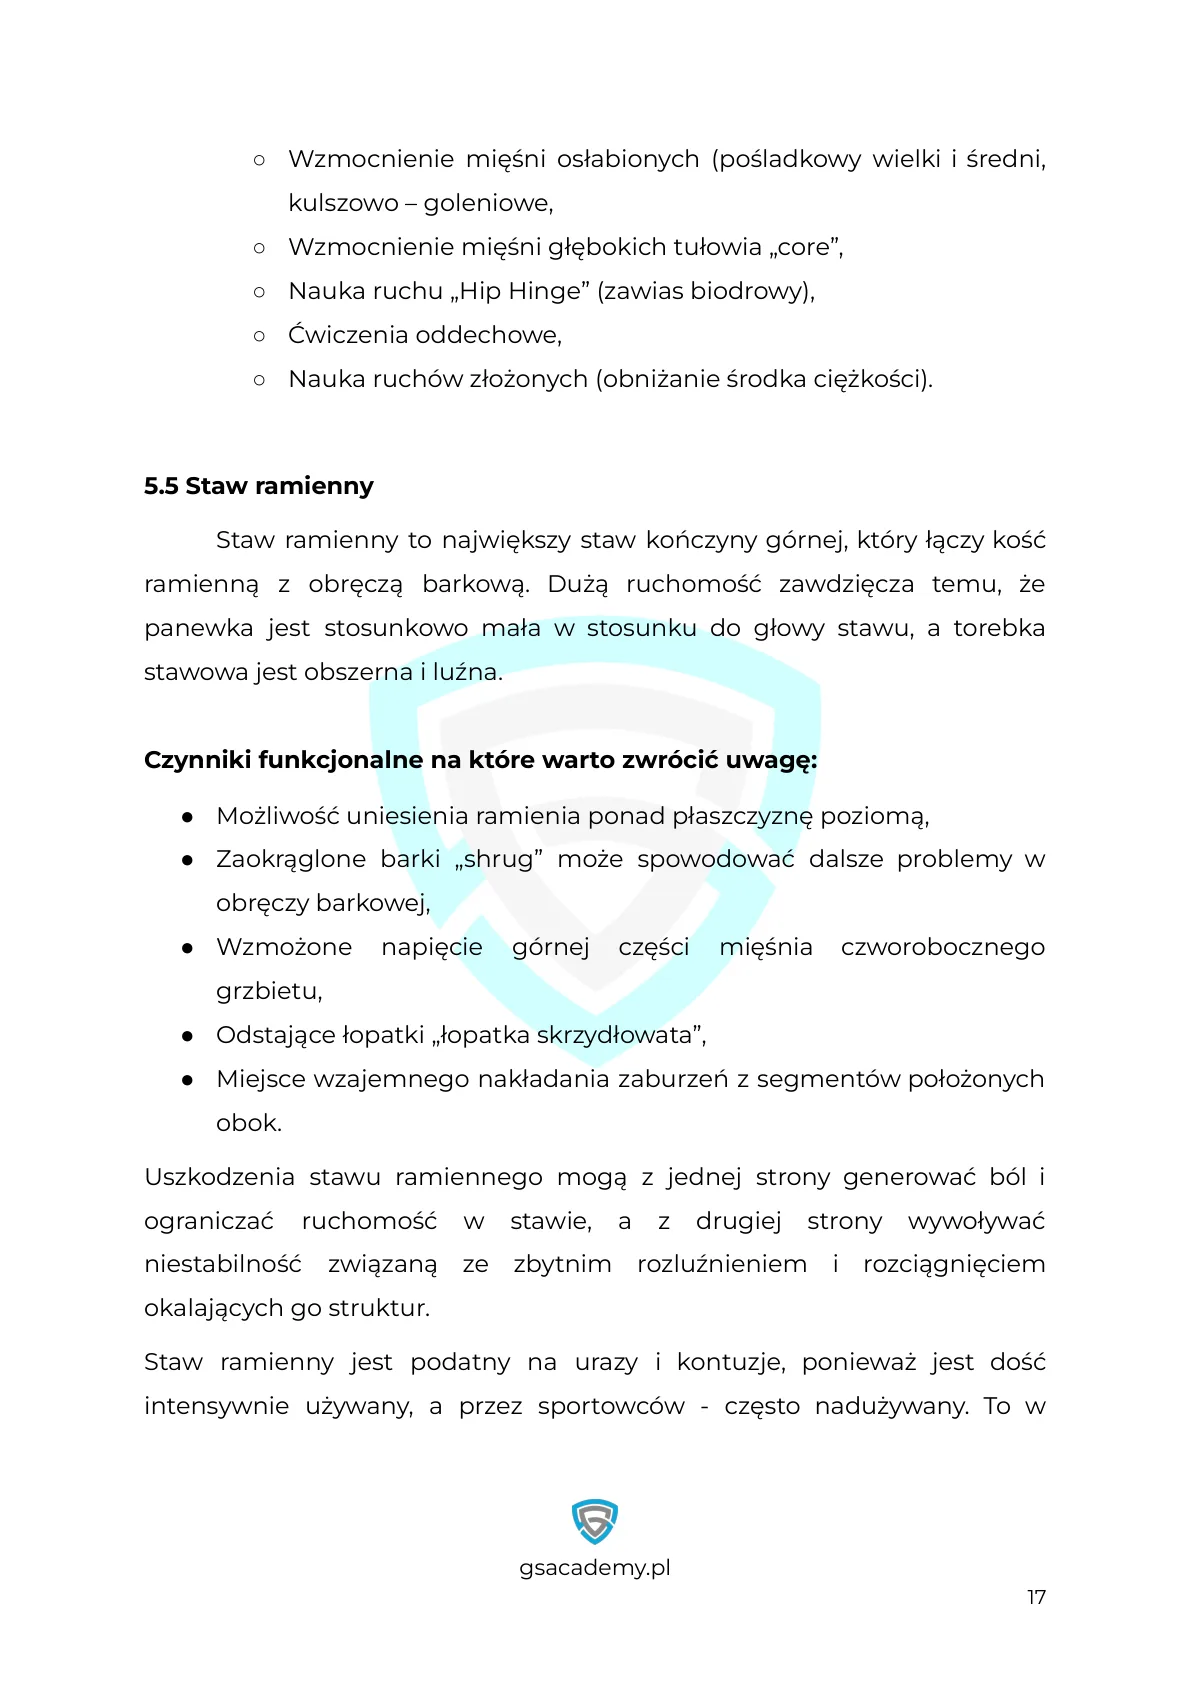 ○ Wzmocnienie mięśni osłabionych (pośladkowy wielki i średni,
kulszowo – goleniowe,
○ Wzmocnienie mięśni głębokich tułowia „core”,
○ Nauka ruchu „Hip Hinge” (zawias biodrowy),
○ Ćwiczenia oddechowe,
○ Nauka ruchów złożonych (obniżanie środka ciężkości).
5.5 Staw ramienny
Staw ramienny to największy staw kończyny górnej, który łączy kość
ramienną z obręczą barkową. Dużą ruchomość zawdzięcza temu, że
panewka jest stosunkowo mała w stosunku do głowy stawu, a torebka
stawowa jest obszerna i luźna.
Czynniki funkcjonalne na które warto zwrócić uwagę:
● Możliwość uniesienia ramienia ponad płaszczyznę poziomą,
● Zaokrąglone barki „shrug” może spowodować dalsze problemy w
obręczy barkowej,
● Wzmożone napięcie górnej części mięśnia czworobocznego
grzbietu,
● Odstające łopatki „łopatka skrzydłowata”,
● Miejsce wzajemnego nakładania zaburzeń z segmentów położonych
obok.
Uszkodzenia stawu ramiennego mogą z jednej strony generować ból i
ograniczać ruchomość w stawie, a z drugiej strony wywoływać
niestabilność związaną ze zbytnim rozluźnieniem i rozciągnięciem
okalających go struktur.
Staw ramienny jest podatny na urazy i kontuzje, ponieważ jest dość
intensywnie używany, a przez sportowców - często nadużywany. To w
gsacademy.pl
17